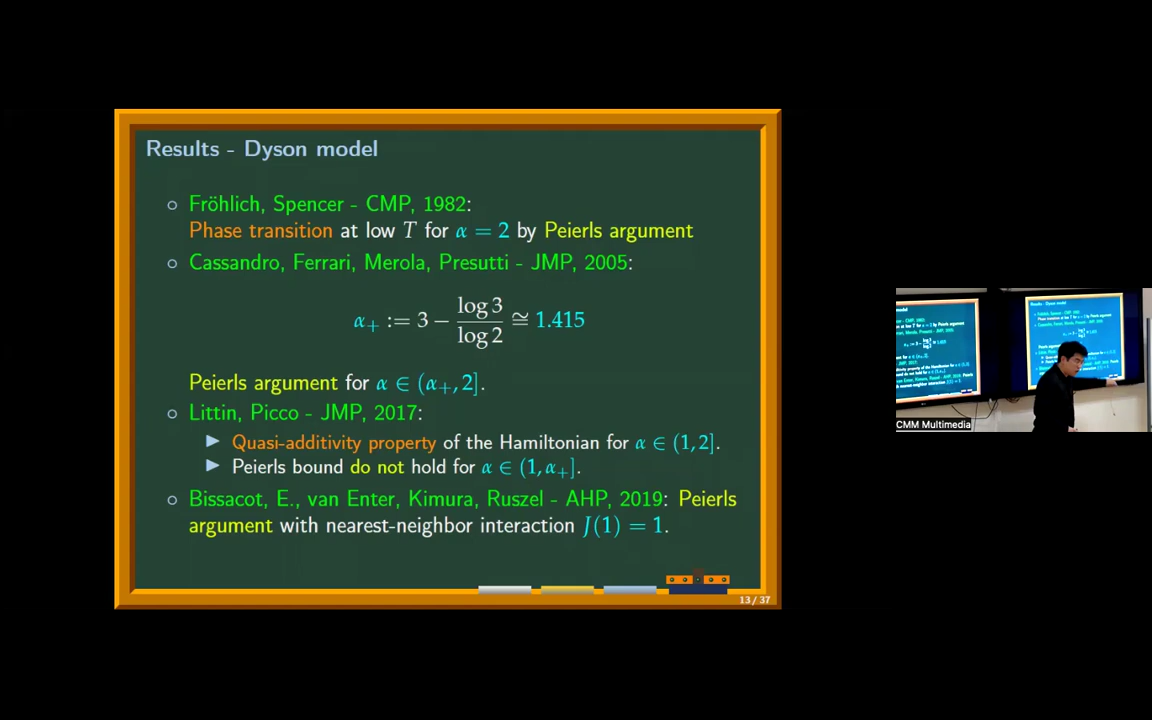 Results - Dyson model
Fröhlich, Spencer - CMP, 1982:
Phase transition at low T for α = 2 by Peierls argument
Cassandro, Ferrari, Merola, Presutti - JMP, 2005:
α₊ := 3 − log 3 / log 2 ≅ 1.415
Peierls argument for α ∈ (α₊, 2].
Littin, Picco - JMP, 2017:
Quasi-additivity property of the Hamiltonian for α ∈ (1, 2].
Peierls bound do not hold for α ∈ (1, α₊].
Bissacot, E., van Enter, Kimura, Ruszel - AHP, 2019: Peierls
argument with nearest-neighbor interaction J(1) = 1.
13 / 37
CMM Multimedia